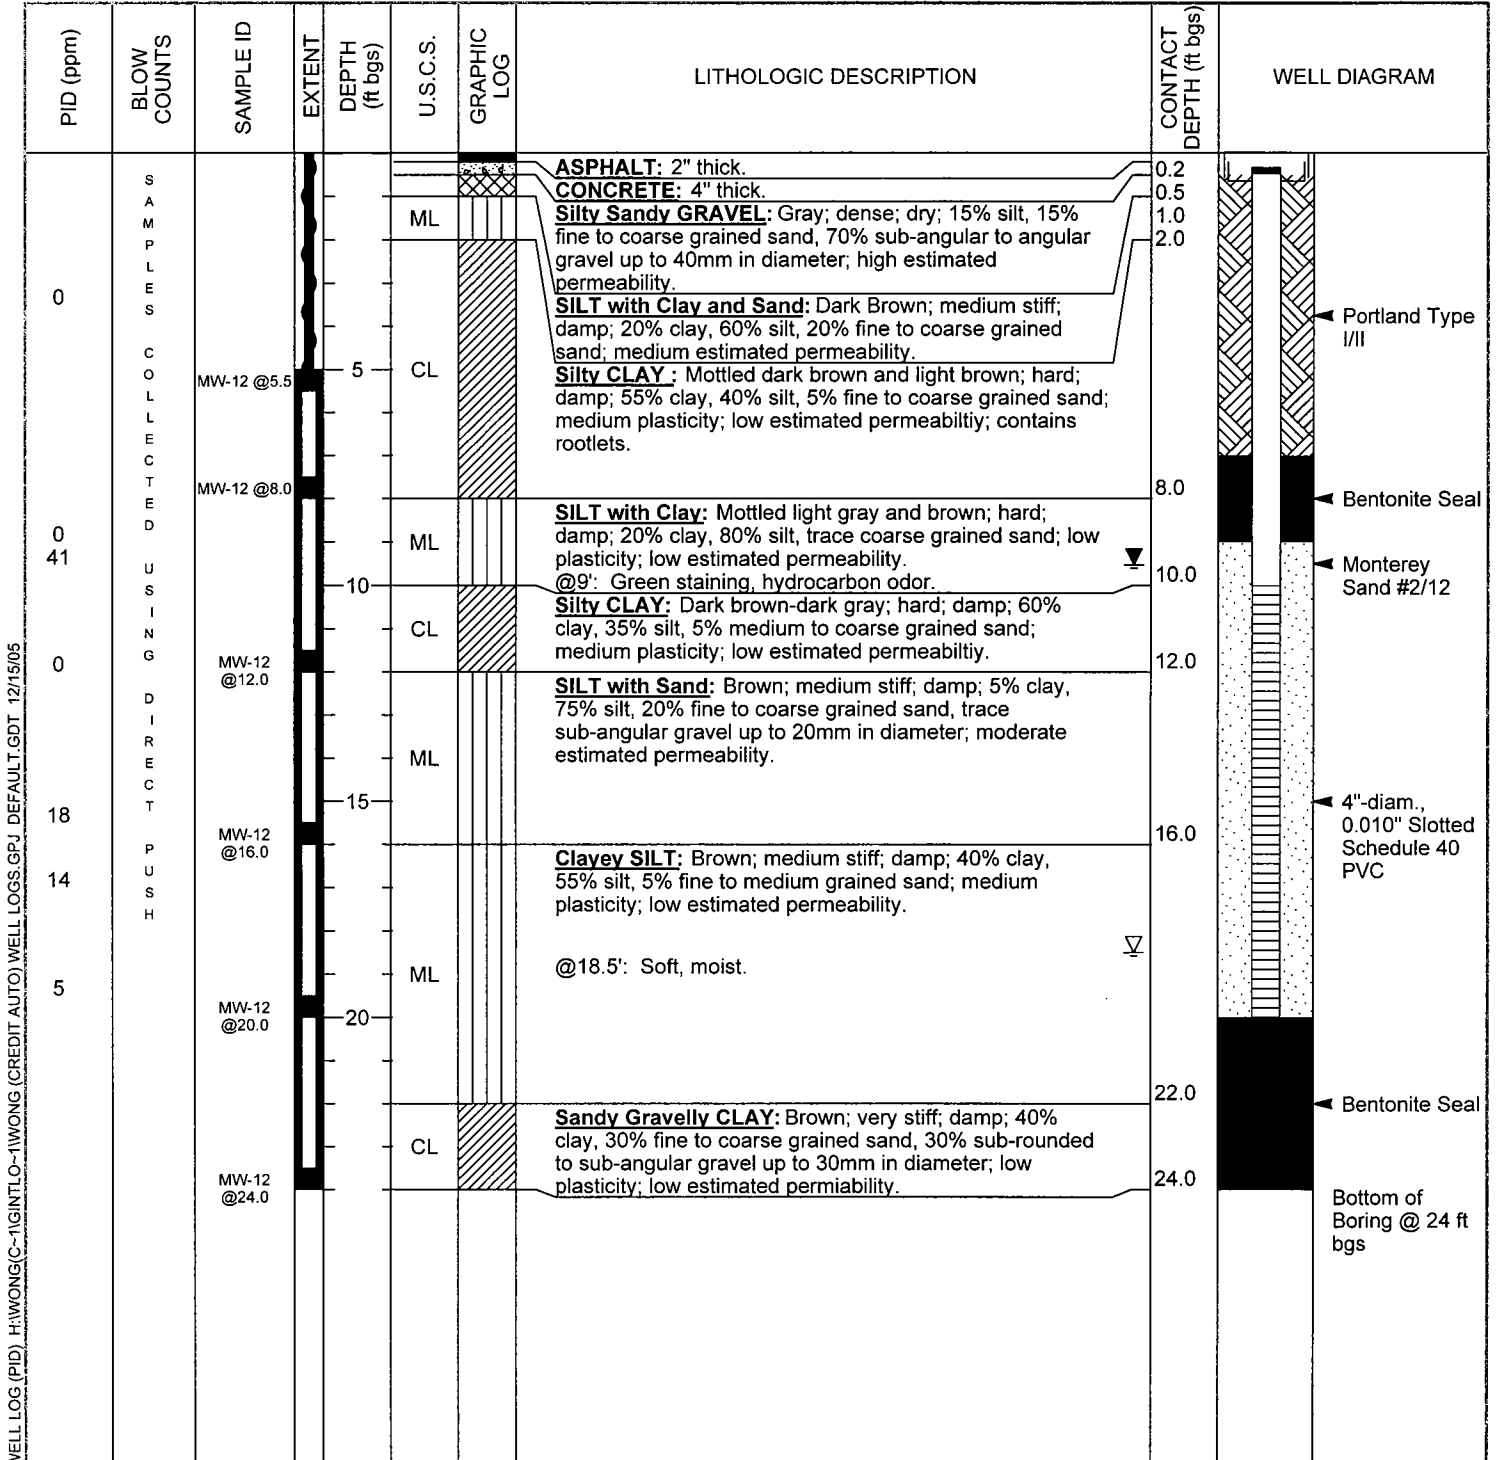 PID (ppm)
BLOW
COUNTS
SAMPLE ID
EXTENT
DEPTH
(ft bgs)
U.S.C.S.
GRAPHIC
LOG
LITHOLOGIC DESCRIPTION
CONTACT
DEPTH (ft bgs)
WELL DIAGRAM
SAMPLES COLLECTED USING DIRECT PUSH
ASPHALT: 2" thick.
0.2
CONCRETE: 4" thick.
0.5
ML
Silty Sandy GRAVEL: Gray; dense; dry; 15% silt, 15%
fine to coarse grained sand, 70% sub-angular to angular
gravel up to 40mm in diameter; high estimated
permeability.
1.0
2.0
0
SILT with Clay and Sand: Dark Brown; medium stiff;
damp; 20% clay, 60% silt, 20% fine to coarse grained
sand; medium estimated permeability.
Portland Type
I/II
MW-12 @5.5
5
CL
Silty CLAY : Mottled dark brown and light brown; hard;
damp; 55% clay, 40% silt, 5% fine to coarse grained sand;
medium plasticity; low estimated permeabiltiy; contains
rootlets.
MW-12 @8.0
8.0
Bentonite Seal
0
41
ML
SILT with Clay: Mottled light gray and brown; hard;
damp; 20% clay, 80% silt, trace coarse grained sand; low
plasticity; low estimated permeability.
@9': Green staining, hydrocarbon odor.
10.0
Monterey
Sand #2/12
10
CL
Silty CLAY: Dark brown-dark gray; hard; damp; 60%
clay, 35% silt, 5% medium to coarse grained sand;
medium plasticity; low estimated permeabiltiy.
0
MW-12
@12.0
12.0
ML
SILT with Sand: Brown; medium stiff; damp; 5% clay,
75% silt, 20% fine to coarse grained sand, trace
sub-angular gravel up to 20mm in diameter; moderate
estimated permeability.
15
18
MW-12
@16.0
16.0
4"-diam.,
0.010" Slotted
Schedule 40
PVC
14
ML
Clayey SILT: Brown; medium stiff; damp; 40% clay,
55% silt, 5% fine to medium grained sand; medium
plasticity; low estimated permeability.
@18.5': Soft, moist.
5
MW-12
@20.0
20
22.0
Bentonite Seal
CL
Sandy Gravelly CLAY: Brown; very stiff; damp; 40%
clay, 30% fine to coarse grained sand, 30% sub-rounded
to sub-angular gravel up to 30mm in diameter; low
plasticity; low estimated permiability.
MW-12
@24.0
24.0
Bottom of
Boring @ 24 ft
bgs
WELL LOG (PID) H:\WONG(C~1\GINTLO~1\WONG (CREDIT AUTO) WELL LOGS.GPJ DEFAULT.GDT 12/15/05